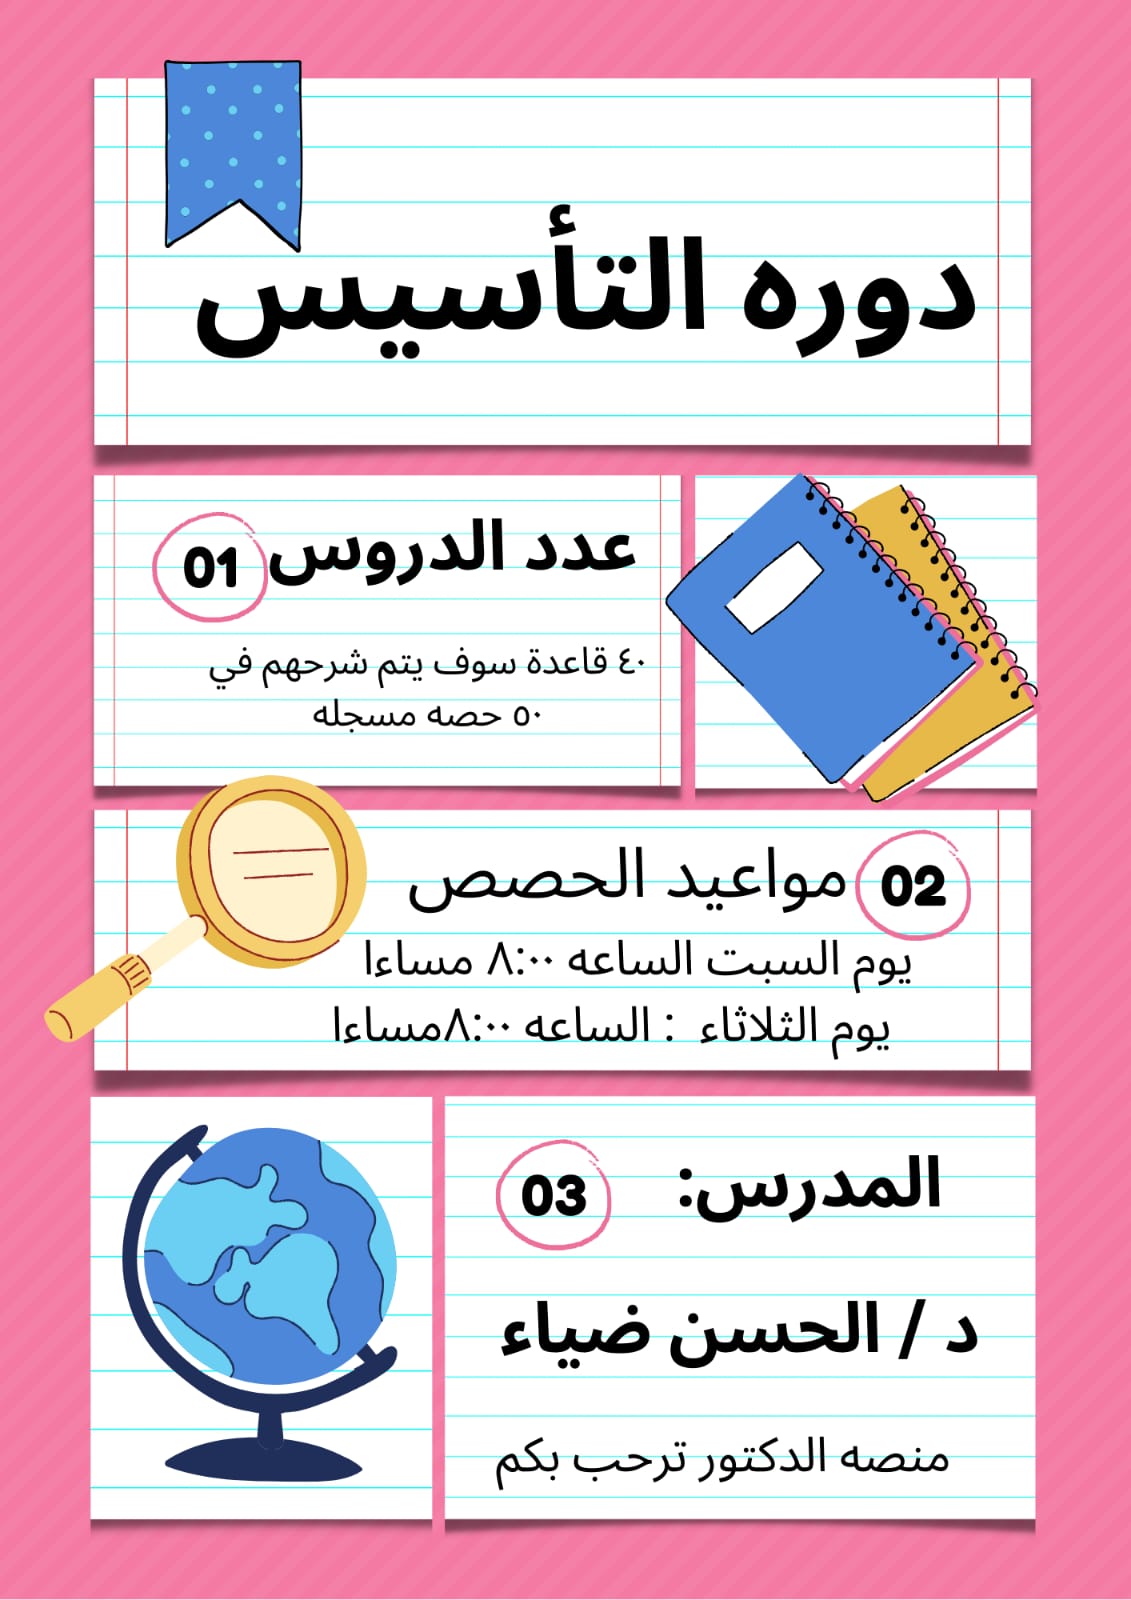 دوره التأسيس
عدد الدروس 01
٤٠ قاعدة سوف يتم شرحهم في
٥٠ حصه مسجله
02 مواعيد الحصص
يوم السبت الساعه ٨:٠٠ مساءا
يوم الثلاثاء : الساعه ٨:٠٠مساءا
المدرس: 03
د / الحسن ضياء
منصه الدكتور ترحب بكم